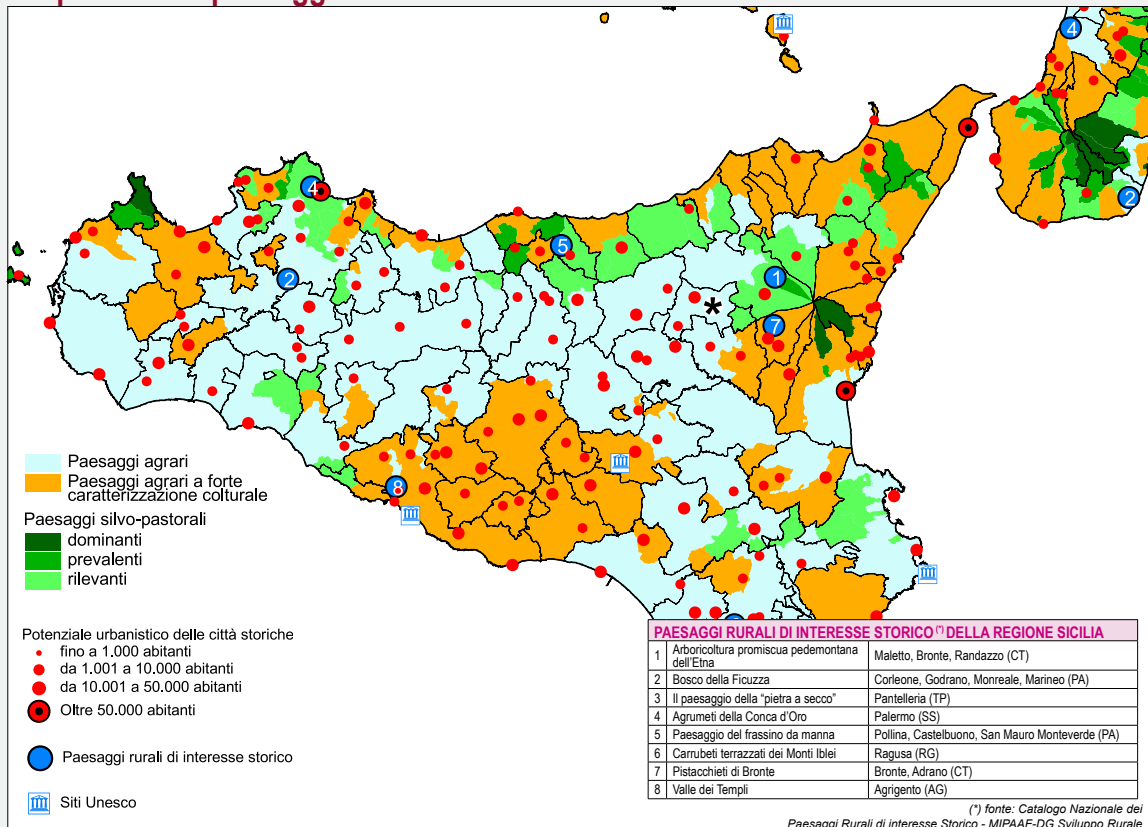 4
2
4
5
2
1
*
7
8
Paesaggi agrari
Paesaggi agrari a forte
caratterizzazione colturale
Paesaggi silvo-pastorali
dominanti
prevalenti
rilevanti
Potenziale urbanistico delle città storiche
fino a 1.000 abitanti
da 1.001 a 10.000 abitanti
da 10.001 a 50.000 abitanti
Oltre 50.000 abitanti
Paesaggi rurali di interesse storico
Siti Unesco
PAESAGGI RURALI DI INTERESSE STORICO (*) DELLA REGIONE SICILIA
1 Arboricoltura promiscua pedemontana
dell'Etna Maletto, Bronte, Randazzo (CT)
2 Bosco della Ficuzza Corleone, Godrano, Monreale, Marineo (PA)
3 Il paesaggio della "pietra a secco" Pantelleria (TP)
4 Agrumeti della Conca d'Oro Palermo (SS)
5 Paesaggio del frassino da manna Pollina, Castelbuono, San Mauro Monteverde (PA)
6 Carrubeti terrazzati dei Monti Iblei Ragusa (RG)
7 Pistacchieti di Bronte Bronte, Adrano (CT)
8 Valle dei Templi Agrigento (AG)
(*) fonte: Catalogo Nazionale dei
Paesaggi Rurali di interesse Storico - MIPAAF-DG Sviluppo Rurale